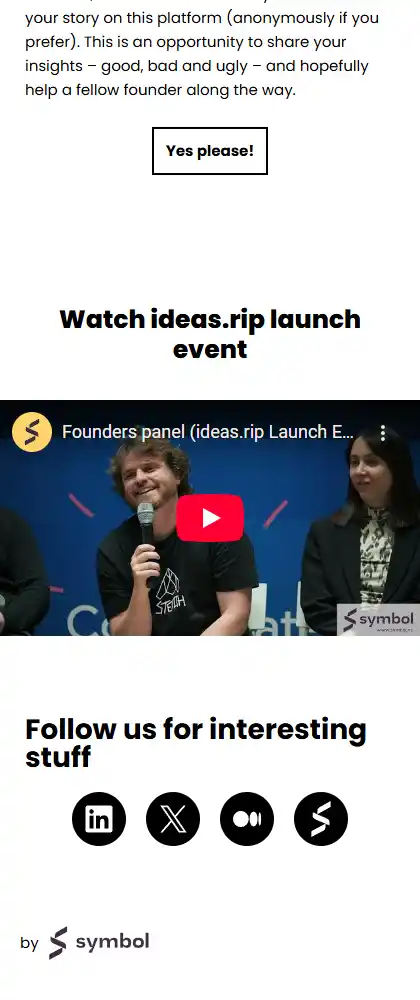 your story on this platform (anonymously if you
prefer). This is an opportunity to share your
insights – good, bad and ugly – and hopefully
help a fellow founder along the way.
Yes please!
Watch ideas.rip launch
event
Founders panel (ideas.rip Launch E...
STEMH
symbol
Follow us for interesting
stuff
in
by symbol